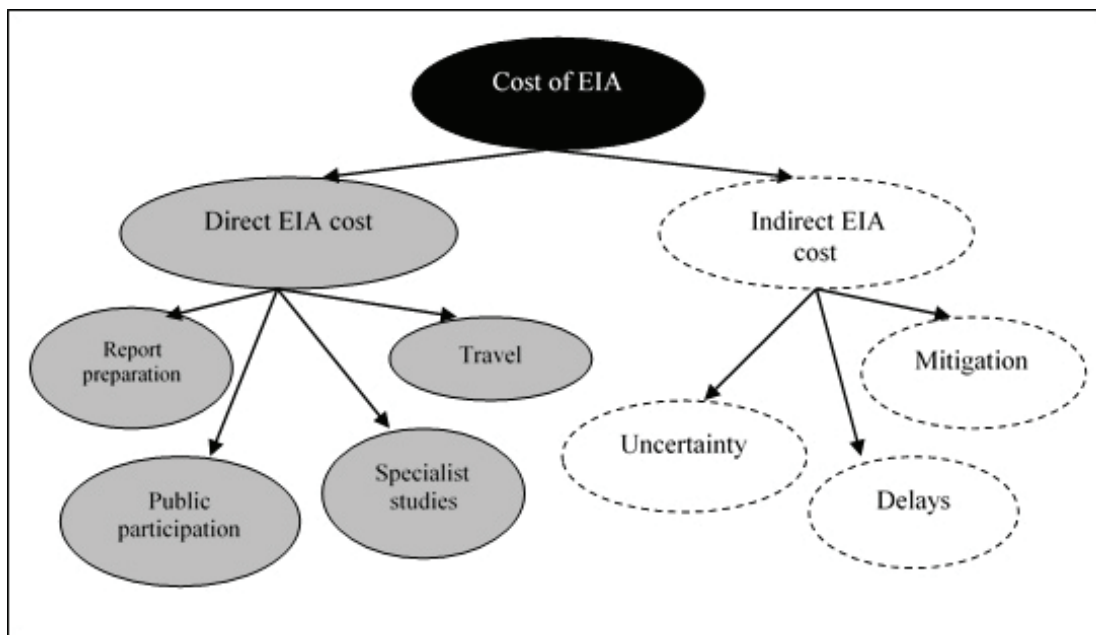 Cost of EIA
Direct EIA cost
Indirect EIA
cost
Report
preparation
Travel
Mitigation
Uncertainty
Specialist
studies
Public
participation
Delays